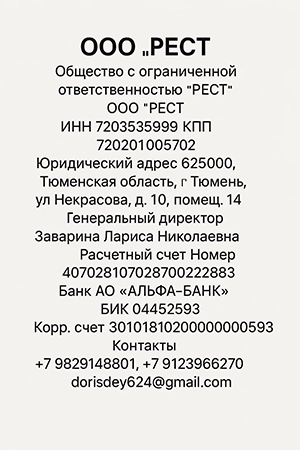 ООО „РЕСТ
Общество с ограниченной
ответственностью "РЕСТ"
ООО "РЕСТ
ИНН 7203535999 КПП
720201005702
Юридический адрес 625000,
Тюменская область, г Тюмень,
ул Некрасова, д. 10, помещ. 14
Генеральный директор
Заварина Лариса Николаевна
Расчетный счет Номер
407028107028700222883
Банк АО «АЛЬФА-БАНК»
БИК 04452593
Корр. счет 30101810200000000593
Контакты
+7 9829148801, +7 9123966270
dorisdey624@gmail.com